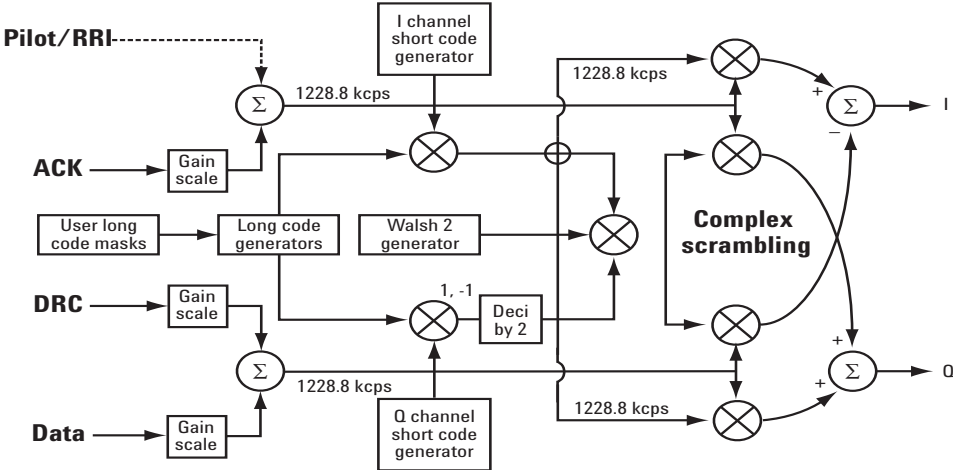 I channel
short code
generator
Pilot/RRI
1228.8 kcps
1228.8 kcps
Σ
+
Σ
I
–
ACK
Gain
scale
User long
code masks
Long code
generators
Walsh 2
generator
Complex
scrambling
DRC
Gain
scale
1, -1
Deci
by 2
+
Σ
1228.8 kcps
+
Σ
Q
1228.8 kcps
Data
Gain
scale
Q channel
short code
generator